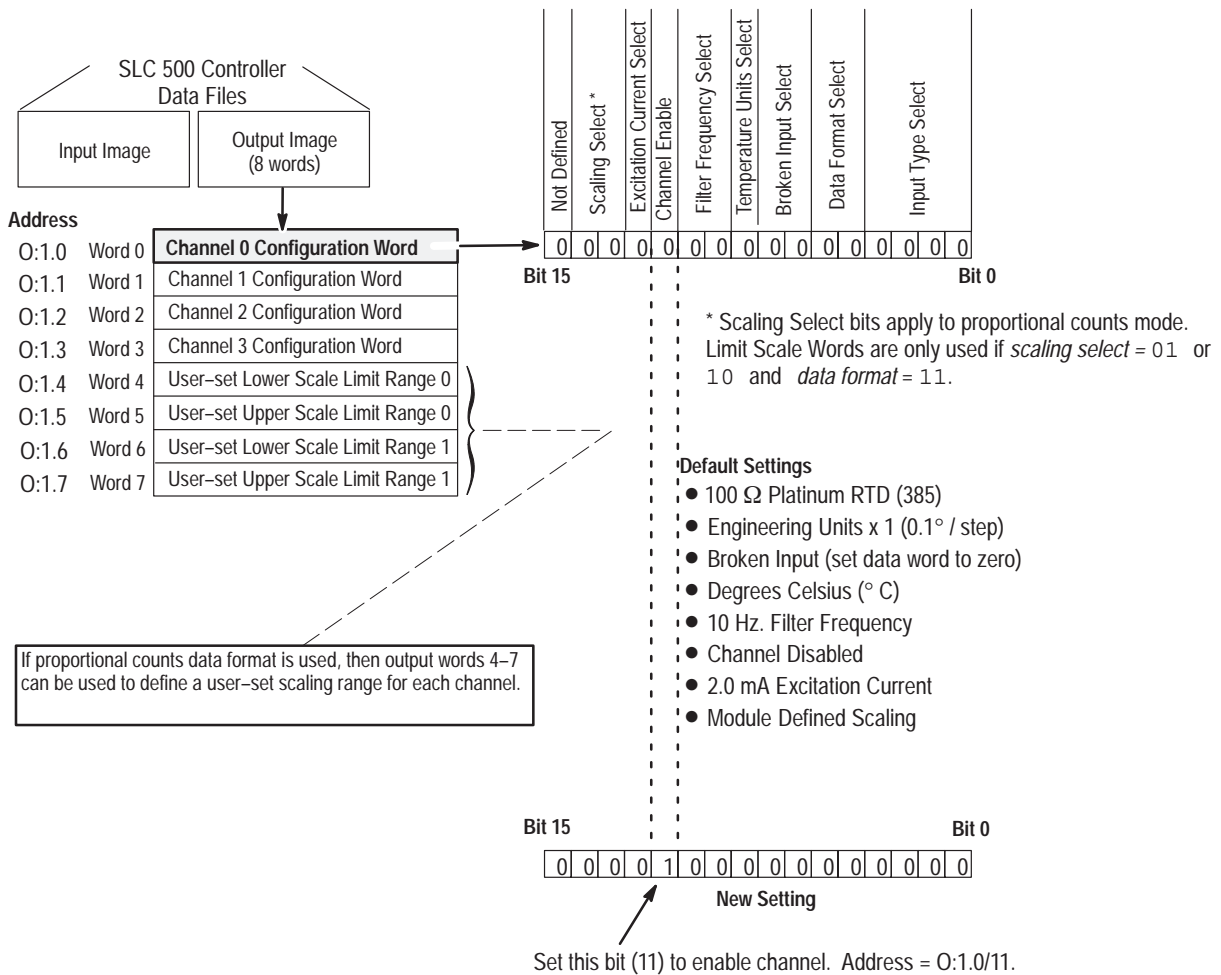 SLC 500 Controller
Data Files
Input Image
Output Image
(8 words)
Not Defined
Scaling Select *
Excitation Current Select
Channel Enable
Filter Frequency Select
Temperature Units Select
Broken Input Select
Data Format Select
Input Type Select
Address
O:1.0 Word 0 Channel 0 Configuration Word
O:1.1 Word 1 Channel 1 Configuration Word
O:1.2 Word 2 Channel 2 Configuration Word
O:1.3 Word 3 Channel 3 Configuration Word
O:1.4 Word 4 User–set Lower Scale Limit Range 0
O:1.5 Word 5 User–set Upper Scale Limit Range 0
O:1.6 Word 6 User–set Lower Scale Limit Range 1
O:1.7 Word 7 User–set Upper Scale Limit Range 1
0 0 0 0 0 0 0 0 0 0 0 0 0 0 0 0
Bit 15 Bit 0
* Scaling Select bits apply to proportional counts mode.
Limit Scale Words are only used if scaling select = 01 or
10 and data format = 11.
Default Settings
● 100 Ω Platinum RTD (385)
● Engineering Units x 1 (0.1° / step)
● Broken Input (set data word to zero)
● Degrees Celsius (° C)
● 10 Hz. Filter Frequency
● Channel Disabled
● 2.0 mA Excitation Current
● Module Defined Scaling
If proportional counts data format is used, then output words 4–7
can be used to define a user–set scaling range for each channel.
Bit 15 Bit 0
0 0 0 0 1 0 0 0 0 0 0 0 0 0 0 0
New Setting
Set this bit (11) to enable channel. Address = O:1.0/11.